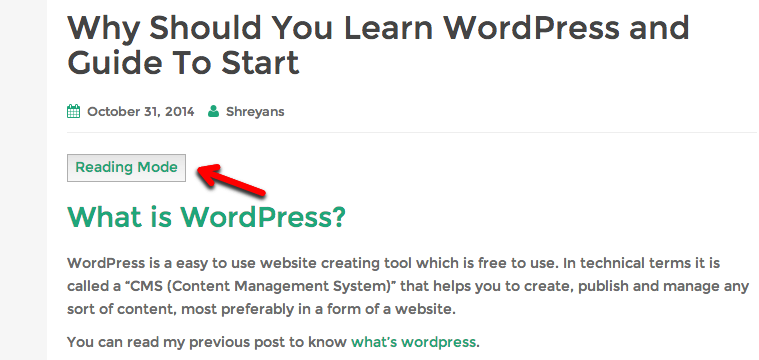 Why Should You Learn WordPress and
Guide To Start
October 31, 2014 Shreyans
Reading Mode
What is WordPress?
WordPress is a easy to use website creating tool which is free to use. In technical terms it is
called a “CMS (Content Management System)” that helps you to create, publish and manage any
sort of content, most preferably in a form of a website.
You can read my previous post to know what’s wordpress.